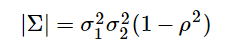 |Σ| = σ₁²σ₂²(1 − ρ²)